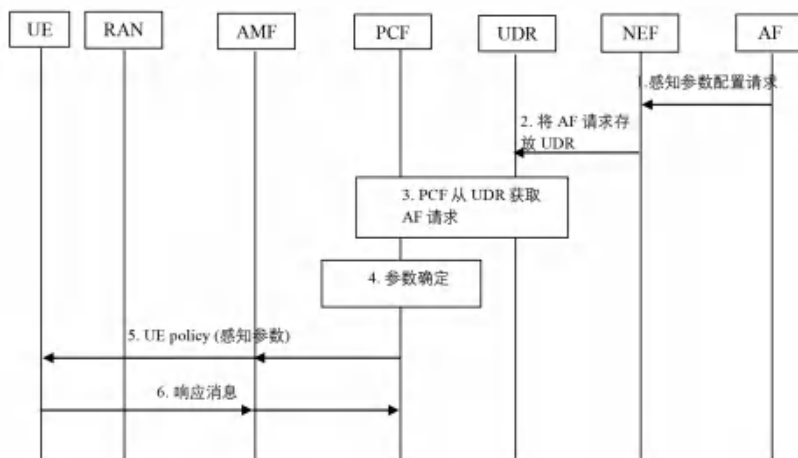 UE RAN AMF PCF UDR NEF AF
1.感知参数配置请求
2. 将 AF 请求存
放 UDR
3. PCF 从 UDR 获取
AF 请求
4. 参数确定
5. UE policy (感知参数)
6. 响应消息